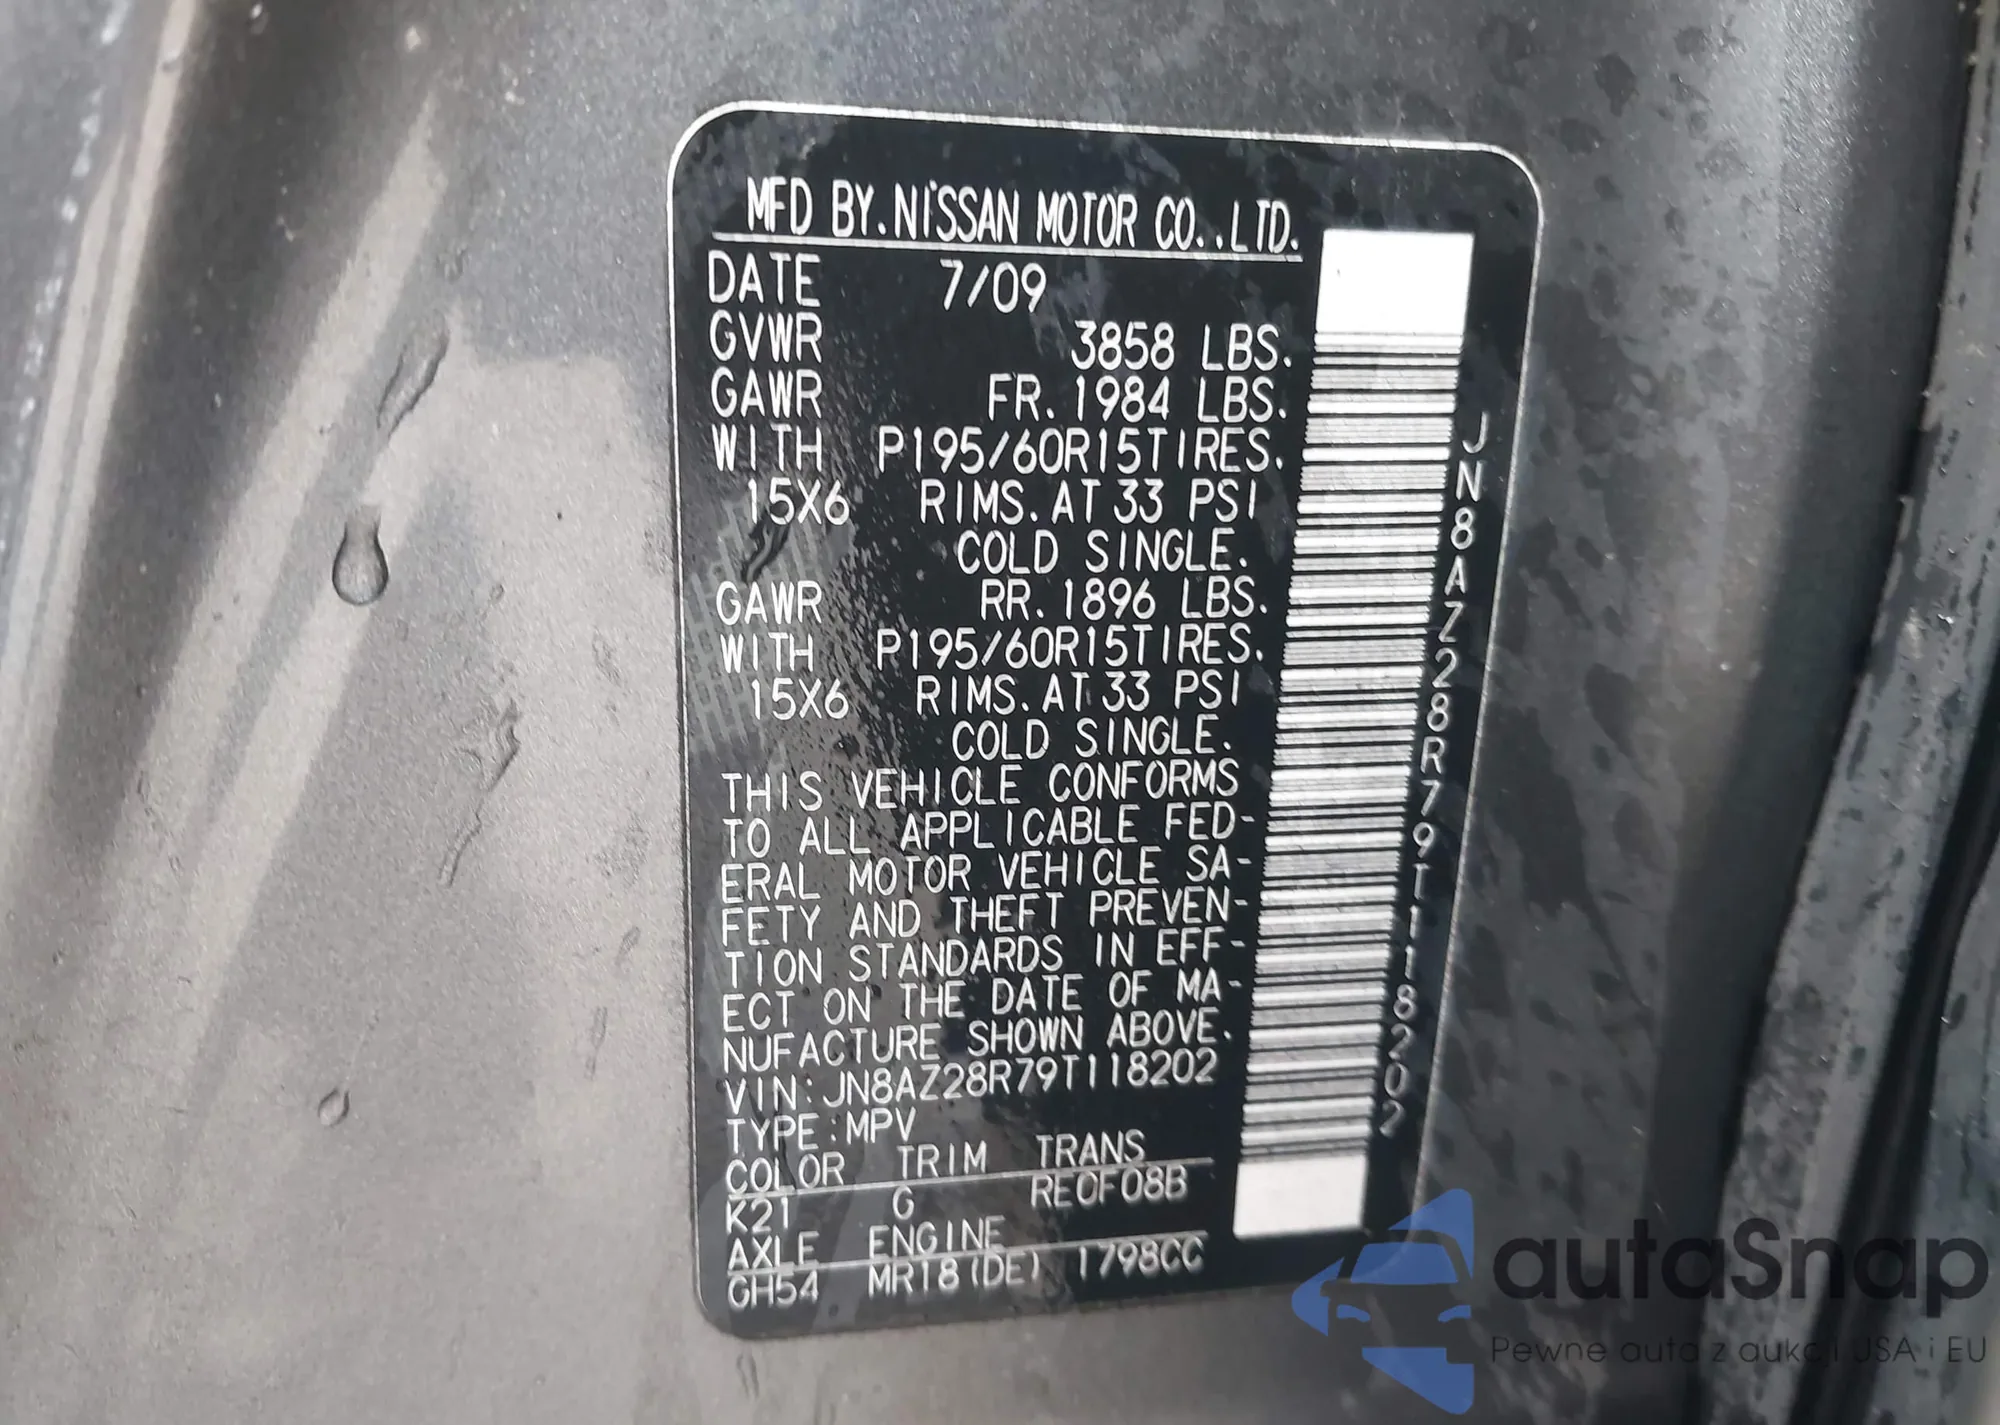 MFD BY.NISSAN MOTOR CO.,LTD.
DATE 7/09
GVWR 3858 LBS.
GAWR FR. 1984 LBS.
WITH P195/60R15TIRES.
15X6 RIMS. AT 33 PSI
COLD SINGLE.
GAWR RR. 1896 LBS.
WITH P195/60R15TIRES.
15X6 RIMS. AT 33 PSI
COLD SINGLE.
THIS VEHICLE CONFORMS
TO ALL APPLICABLE FED-
ERAL MOTOR VEHICLE SA-
FETY AND THEFT PREVEN-
TION STANDARDS IN EFF-
ECT ON THE DATE OF MA-
NUFACTURE SHOWN ABOVE.
VIN:JN8AZ28R79T118202
TYPE:MPV
COLOR TRIM TRANS
K21 G RE0F08B
AXLE ENGINE
GH54 MR18(DE) 1798CC
JN8AZ28R79T118202
autaSnap
Pewne auta z aukcji USA i EU